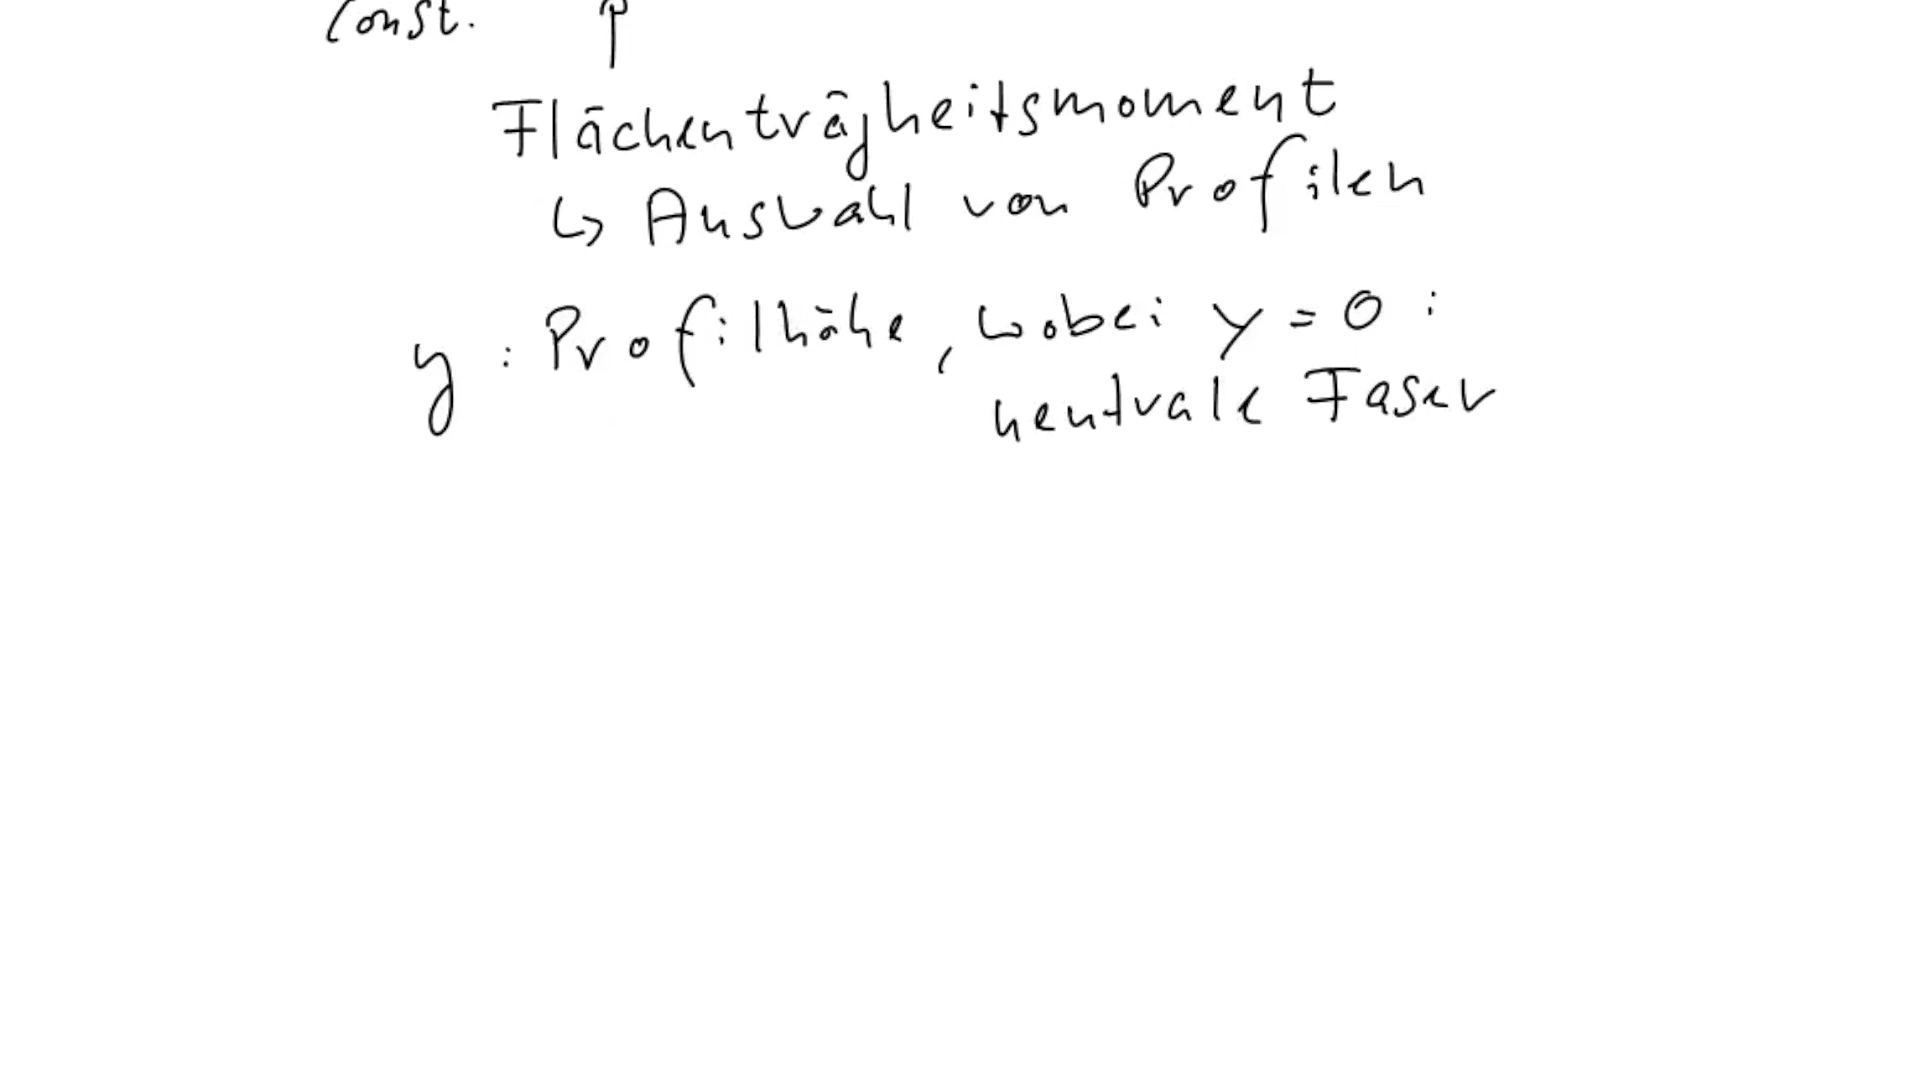 const. ↑
Flächenträgheitsmoment
↳ Auswahl von Profilen
y : Profilhöhe, wobei y = 0 :
neutrale Faser